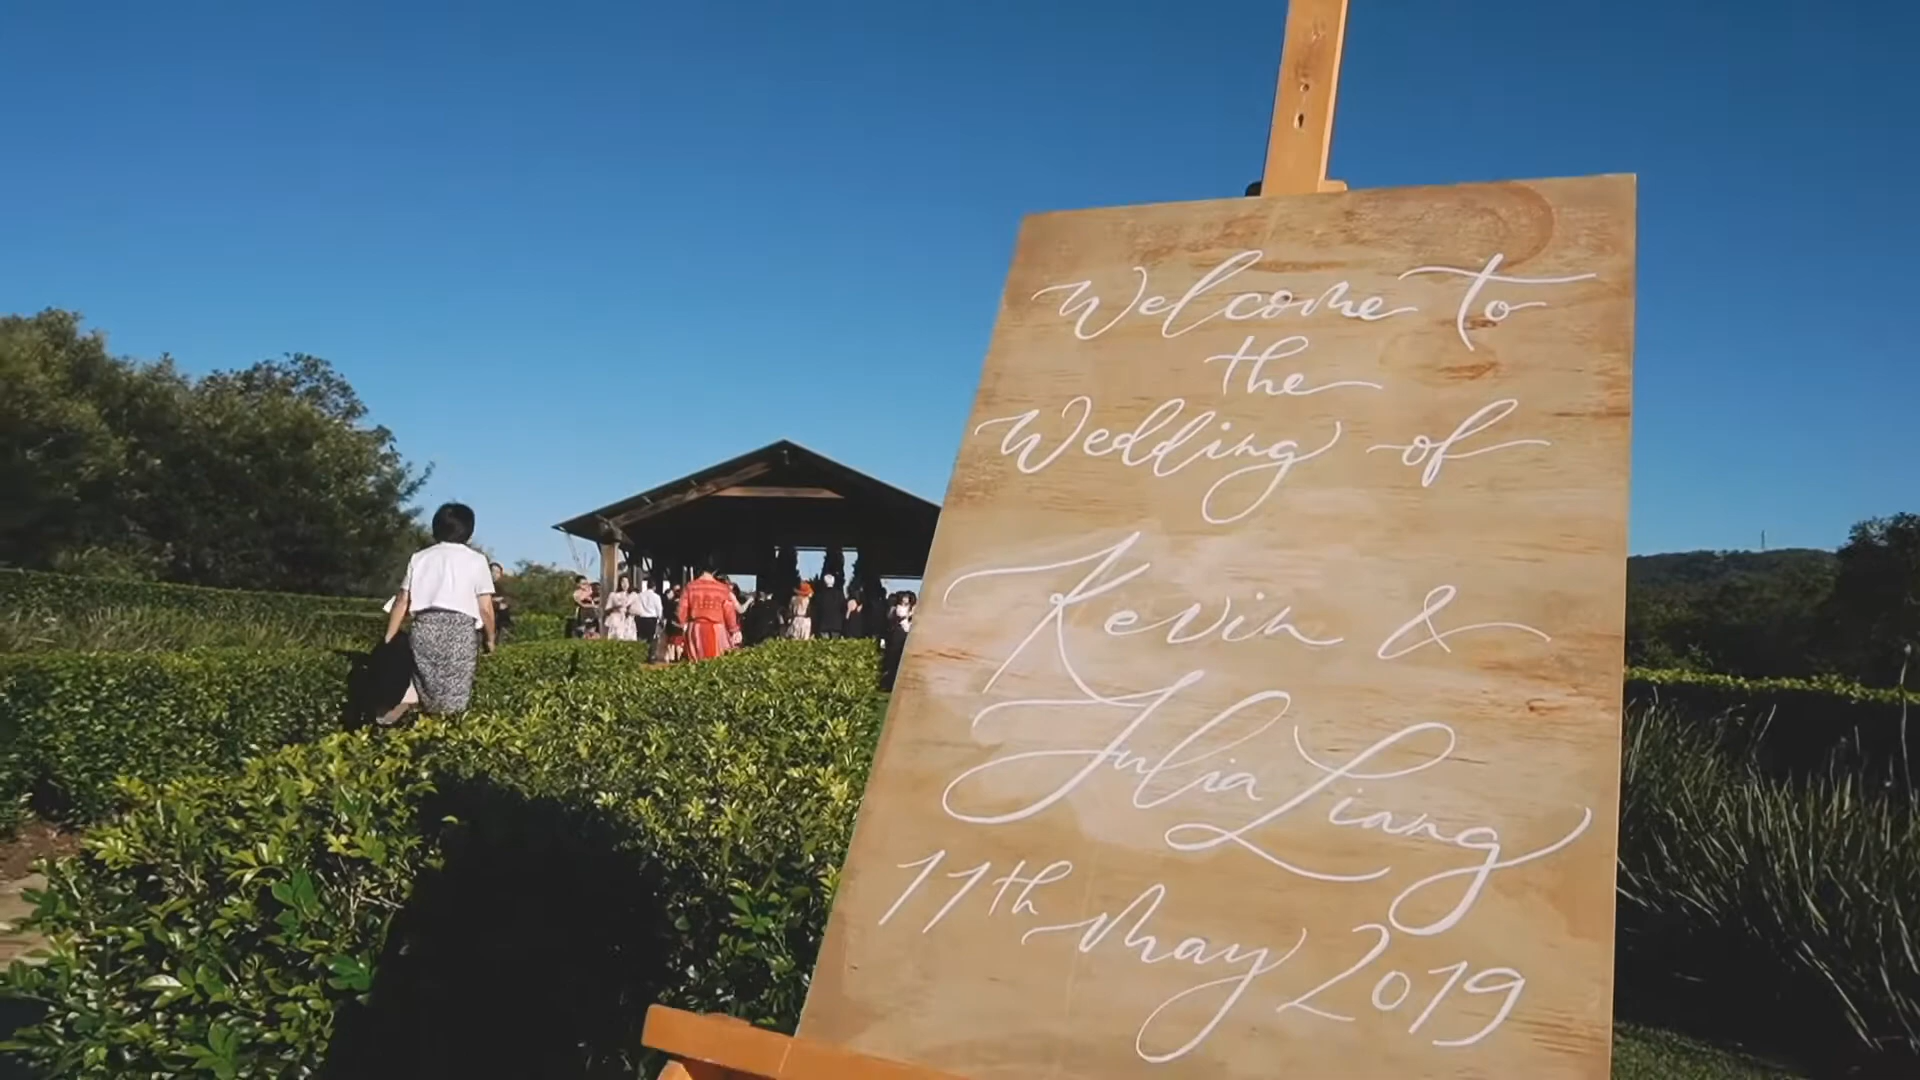 Welcome to
the
Wedding of
Kevin &
Julia Liang
11th May 2019